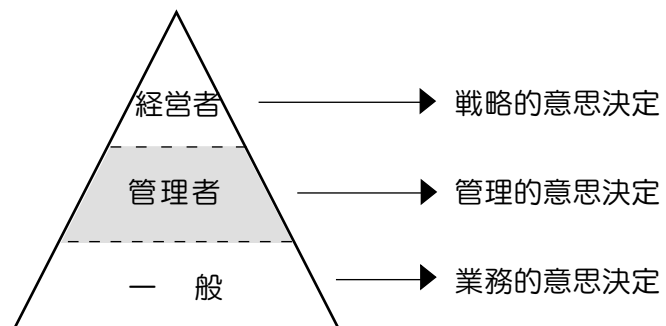 経営者 戦略的意思決定
管理者 管理的意思決定
一　般 業務的意思決定